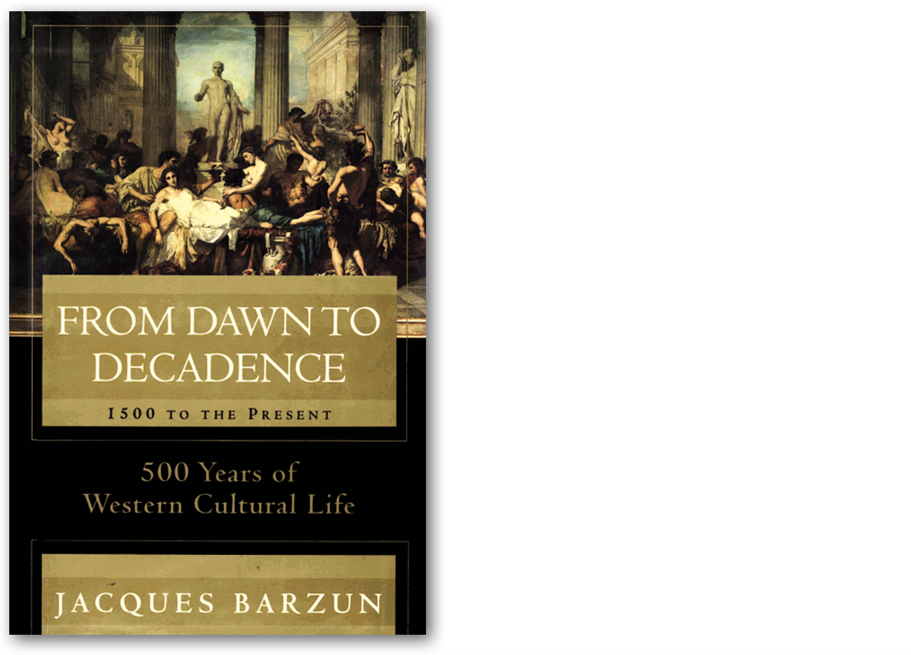 FROM DAWN TO
DECADENCE
1500 TO THE PRESENT
500 Years of
Western Cultural Life
JACQUES BARZUN